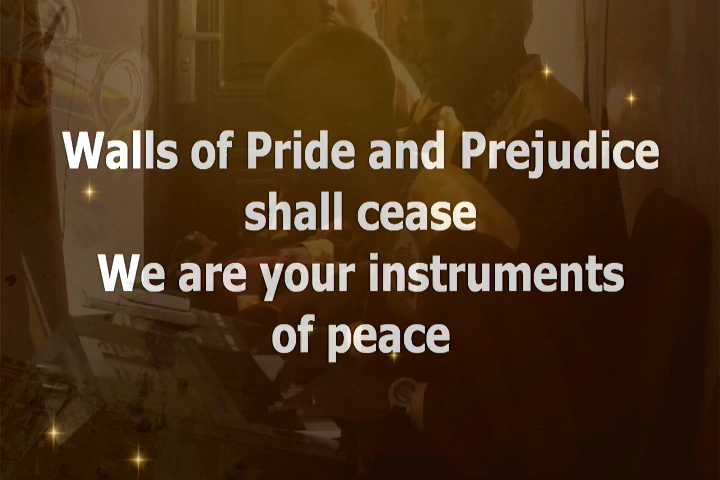 Walls of Pride and Prejudice
shall cease
We are your instruments
of peace